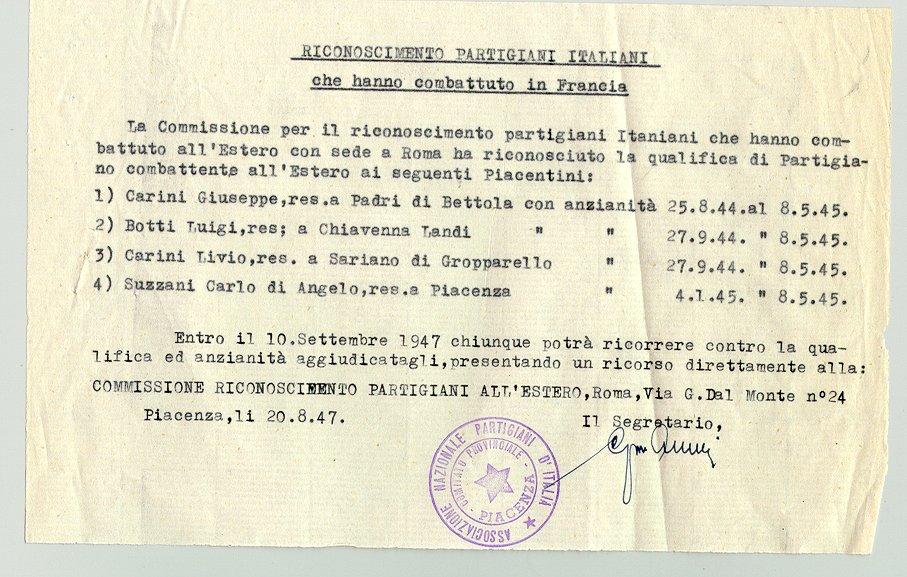 RICONOSCIMENTO PARTIGIANI ITALIANI
che hanno combattuto in Francia
La Commissione per il riconoscimento partigiani Itaniani che hanno com-
battuto all'Estero con sede a Roma ha riconosciuto la qualifica di Partigia-
no combattente all'Estero ai seguenti Piacentini:
1) Carini Giuseppe,res.a Padri di Bettola con anzianità 25.8.44.al 8.5.45.
2) Botti Luigi,res; a Chiavenna Landi " " 27.9.44. " 8.5.45.
3) Carini Livio,res. a Sariano di Gropparello " 27.9.44. " 8.5.45.
4) Suzzani Carlo di Angelo,res.a Piacenza " 4.1.45. " 8.5.45.
Entro il 10.Settembre 1947 chiunque potrà ricorrere contro la qua-
lifica ed anzianità aggiudicatagli,presentando un ricorso direttamente alla:
COMMISSIONE RICONOSCIMENTO PARTIGIANI ALL'ESTERO,Roma,Via G.Dal Monte n°24
Piacenza,li 20.8.47. Il Segretario,
ASSOCIAZIONE NAZIONALE PARTIGIANI D'ITALIA
COMITATO PROVINCIALE - PIACENZA -